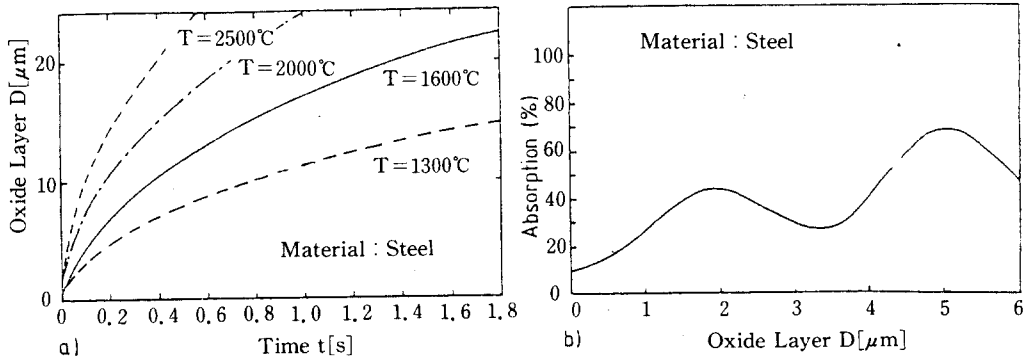 Oxide Layer D[μm]
20
10
0
T=2500℃
T=2000℃
T=1600℃
T=1300℃
Material : Steel
0 0.2 0.4 0.6 0.8 1.0 1.2 1.4 1.6 1.8
a)
Time t[s]
Absorption (%)
100
80
60
40
20
0
Material : Steel
0 1 2 3 4 5 6
b)
Oxide Layer D[μm]